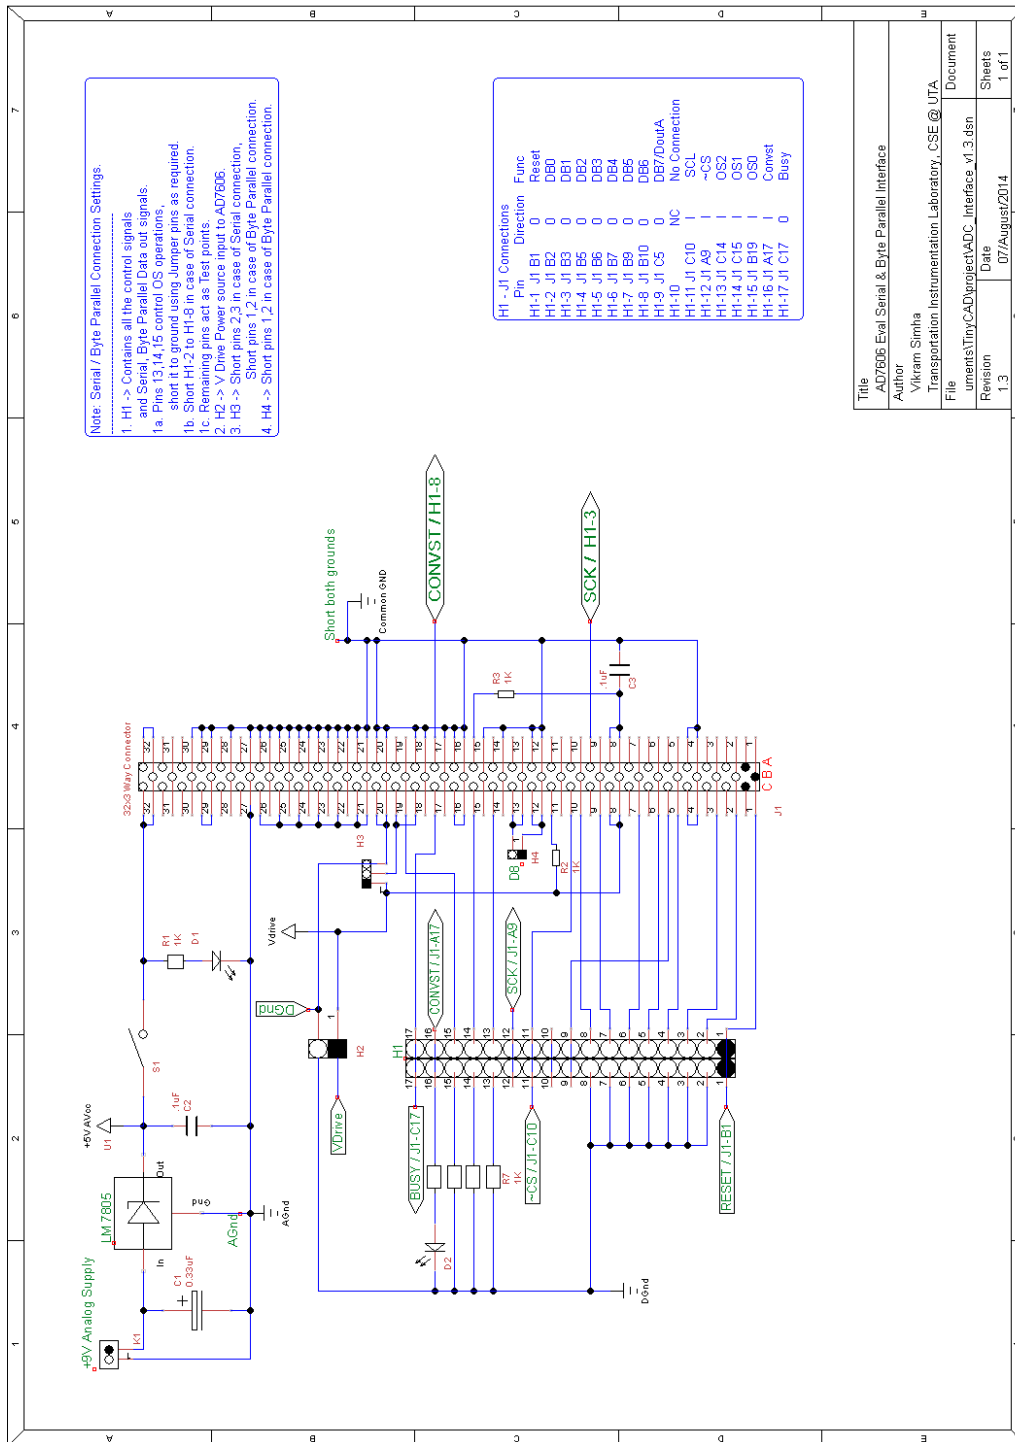 Note: Serial / Byte Parallel Connection Settings.
1. H1 -> Contains all the control signals
and Serial, Byte Parallel Data out signals.
1a. Pins 13,14,15 control OS operations,
short it to ground using Jumper pins as required.
1b. Short H1-2 to H1-8 in case of Serial connection.
1c. Remaining pins act as Test points.
2. H2 -> V Drive Power source input to AD7606.
3. H3 -> Short pins 2,3 in case of Serial connection,
Short pins 1,2 in case of Byte Parallel connection.
4. H4 -> Short pins 1,2 in case of Byte Parallel connection.
H1 - J1 Connections
Pin Direction Func
H1-1 J1 B1 0 Reset
H1-2 J1 B2 0 DB0
H1-3 J1 B3 0 DB1
H1-4 J1 B5 0 DB2
H1-5 J1 B6 0 DB3
H1-6 J1 B7 0 DB4
H1-7 J1 B9 0 DB5
H1-8 J1 B10 0 DB6
H1-9 J1 C5 0 DB7/DoutA
H1-10 NC No Connection
H1-11 J1 C10 I SCL
H1-12 J1 A9 I ~CS
H1-13 J1 C14 I OS2
H1-14 J1 C15 I OS1
H1-15 J1 B19 I OS0
H1-16 J1 A17 I Convst
H1-17 J1 C17 0 Busy
+9V Analog Supply
K1
C1
0.33uF
LM7805
In
Out
Gnd
AGnd
AGnd
+5V AVcc
U1
.1uF
C2
S1
R1
1K
D1
32x3 Way Connector
J1
C B A
Short both grounds
Common GND
CONVST / H1-8
SCK / H1-3
R3
1K
.1uF
C3
H3
Vdrive
DGnd
H2
VDrive
D8
H4
R2
1K
CONVST / J1-A17
SCK / J1-A9
H1
BUSY / J1-C17
~CS / J1-C10
RESET / J1-B1
R7
1K
D2
DGnd
Title
AD7606 Eval Serial & Byte Parallel Interface
Author
Vikram Simha
Transportation Instrumentation Laboratory, CSE @ UTA
File
uments\TinyCAD\project\ADC_Interface_v1.3.dsn
Document
Revision
1.3
Date
07/August/2014
Sheets
1 of 1